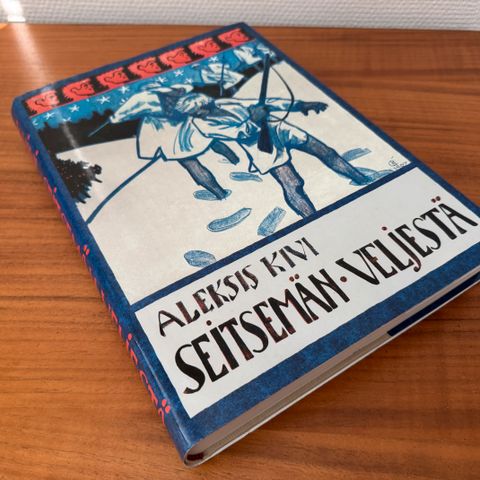 ALEKSIS KIVI
SEITSEMÄN · VELJESTÄ